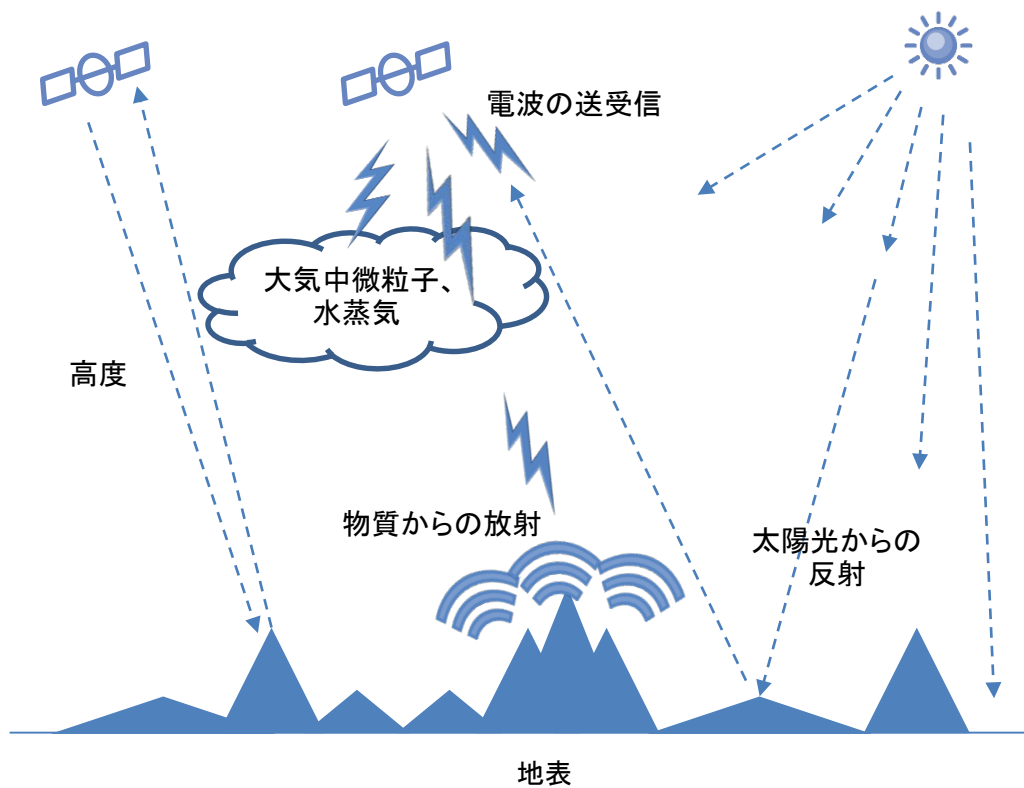 電波の送受信
大気中微粒子、
水蒸気
高度
物質からの放射
太陽光からの
反射
地表